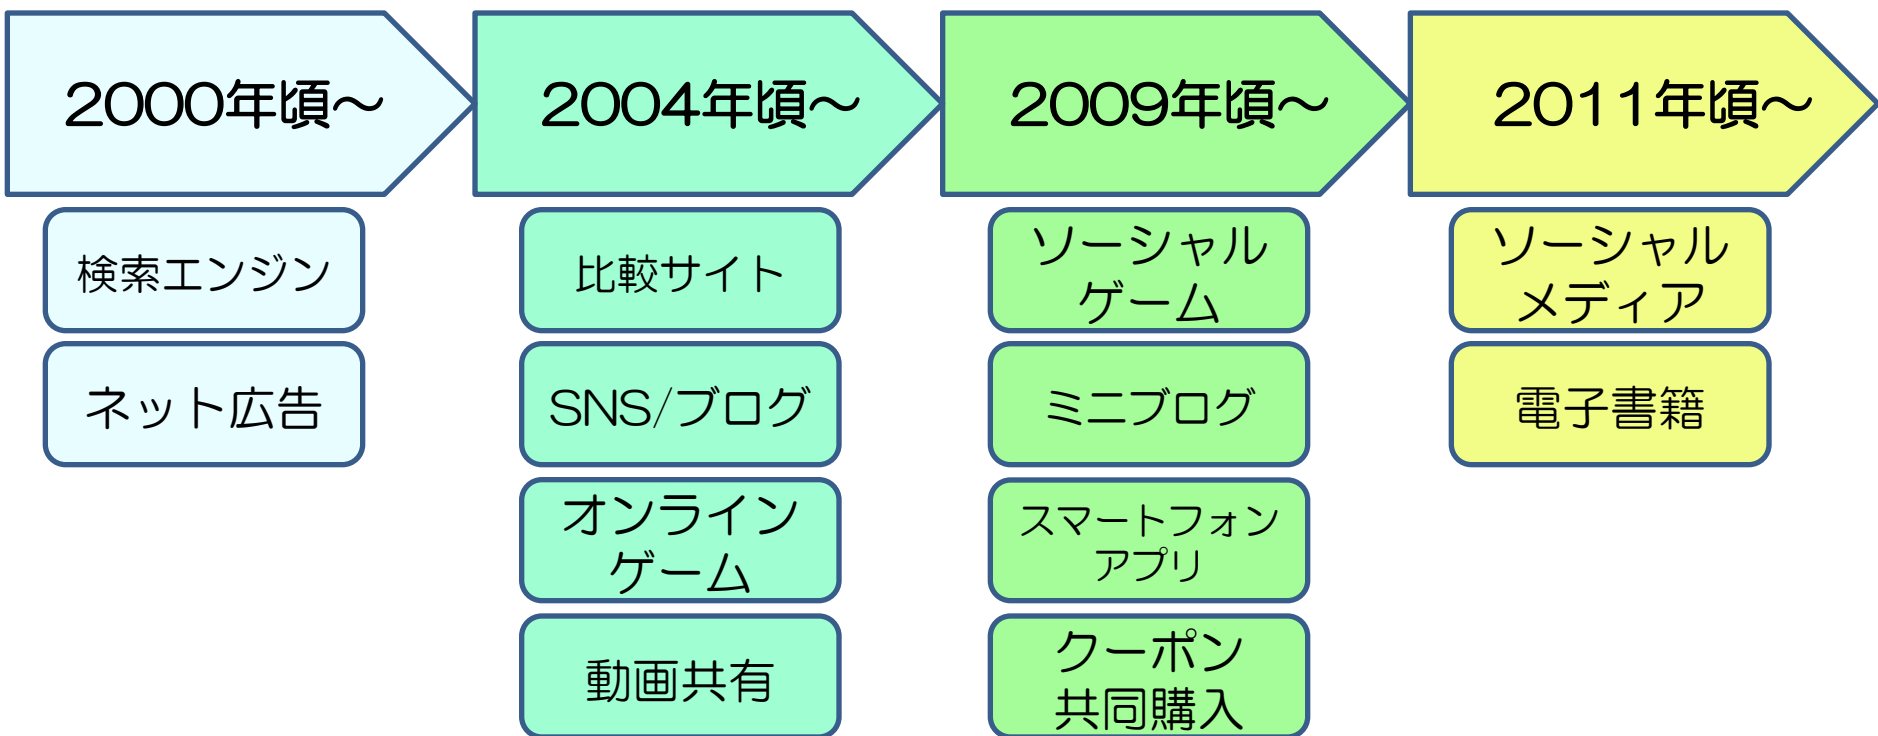 2000年頃～
2004年頃～
2009年頃～
2011年頃～
検索エンジン
ネット広告
比較サイト
SNS/ブログ
オンライン
ゲーム
動画共有
ソーシャル
ゲーム
ミニブログ
スマートフォン
アプリ
クーポン
共同購入
ソーシャル
メディア
電子書籍